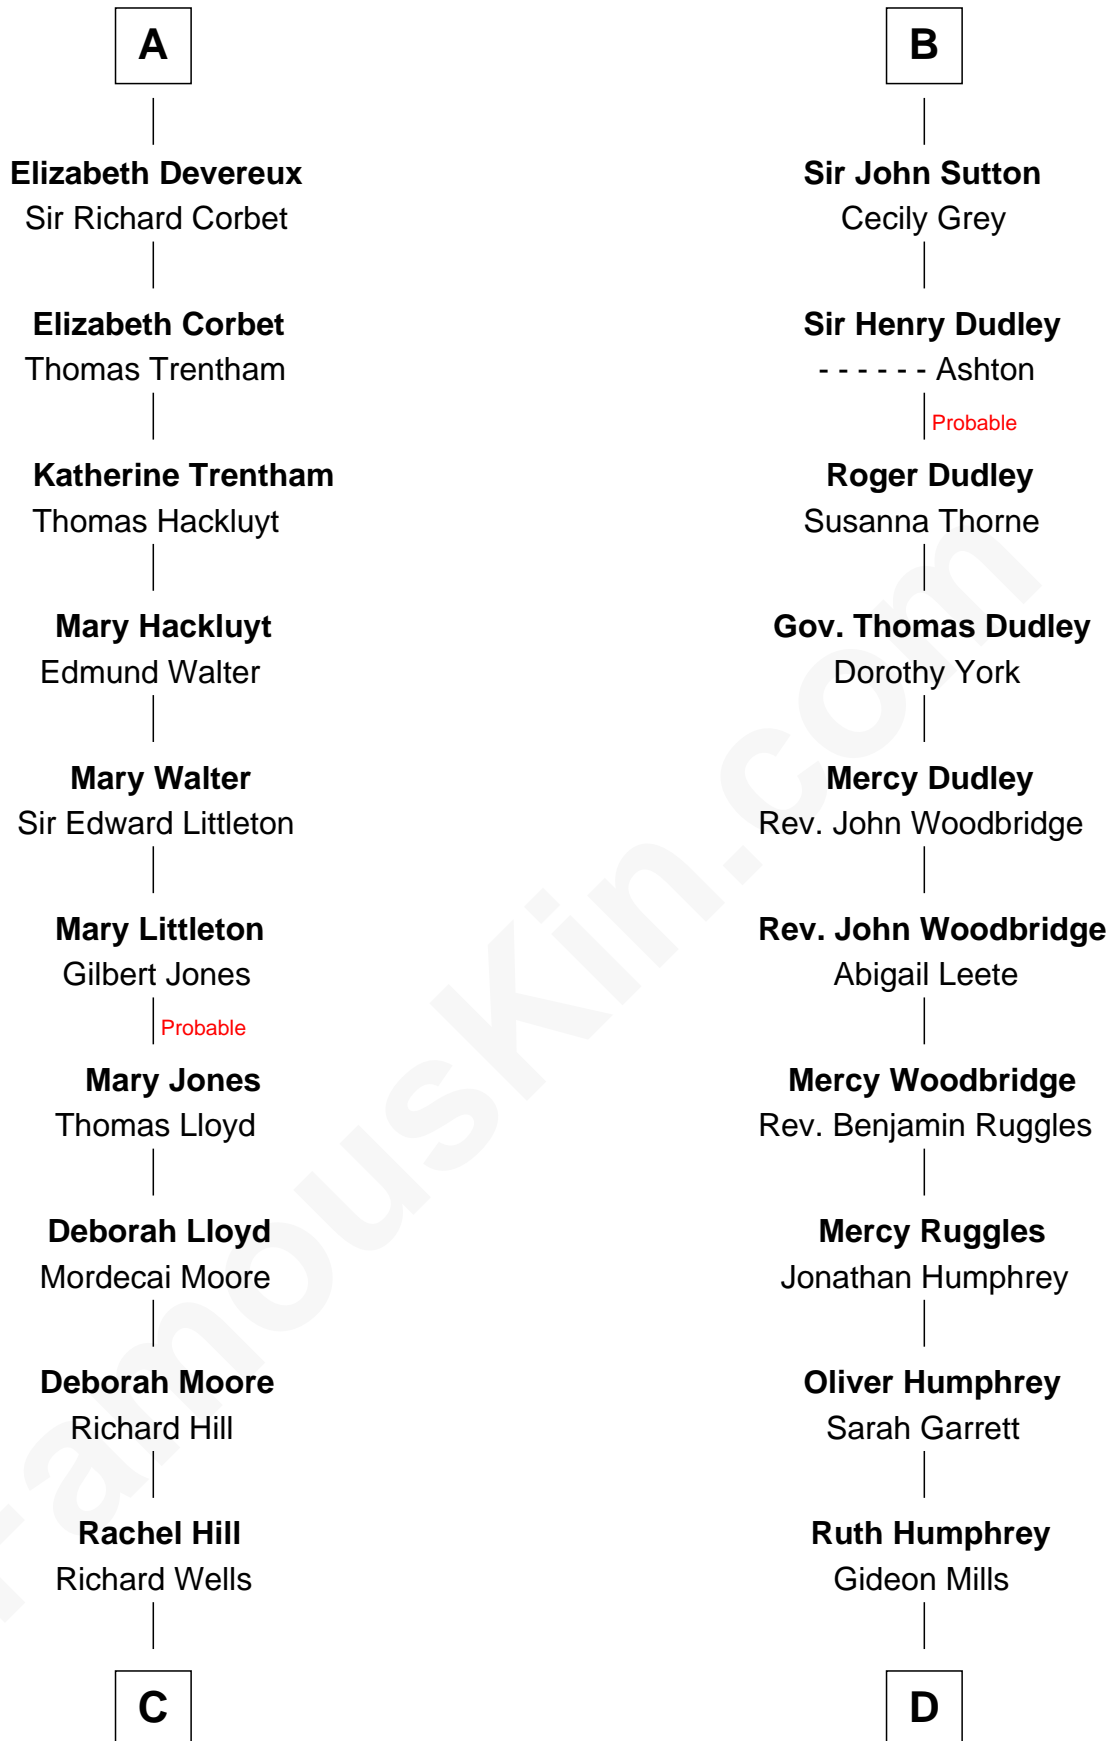 A
Elizabeth Devereux
Sir Richard Corbet
Elizabeth Corbet
Thomas Trentham
Katherine Trentham
Thomas Hackluyt
Mary Hackluyt
Edmund Walter
Mary Walter
Sir Edward Littleton
Mary Littleton
Gilbert Jones
Probable
Mary Jones
Thomas Lloyd
Deborah Lloyd
Mordecai Moore
Deborah Moore
Richard Hill
Rachel Hill
Richard Wells
C
B
Sir John Sutton
Cecily Grey
Sir Henry Dudley
- - - - - - Ashton
Probable
Roger Dudley
Susanna Thorne
Gov. Thomas Dudley
Dorothy York
Mercy Dudley
Rev. John Woodbridge
Rev. John Woodbridge
Abigail Leete
Mercy Woodbridge
Rev. Benjamin Ruggles
Mercy Ruggles
Jonathan Humphrey
Oliver Humphrey
Sarah Garrett
Ruth Humphrey
Gideon Mills
D
FamousKin.com